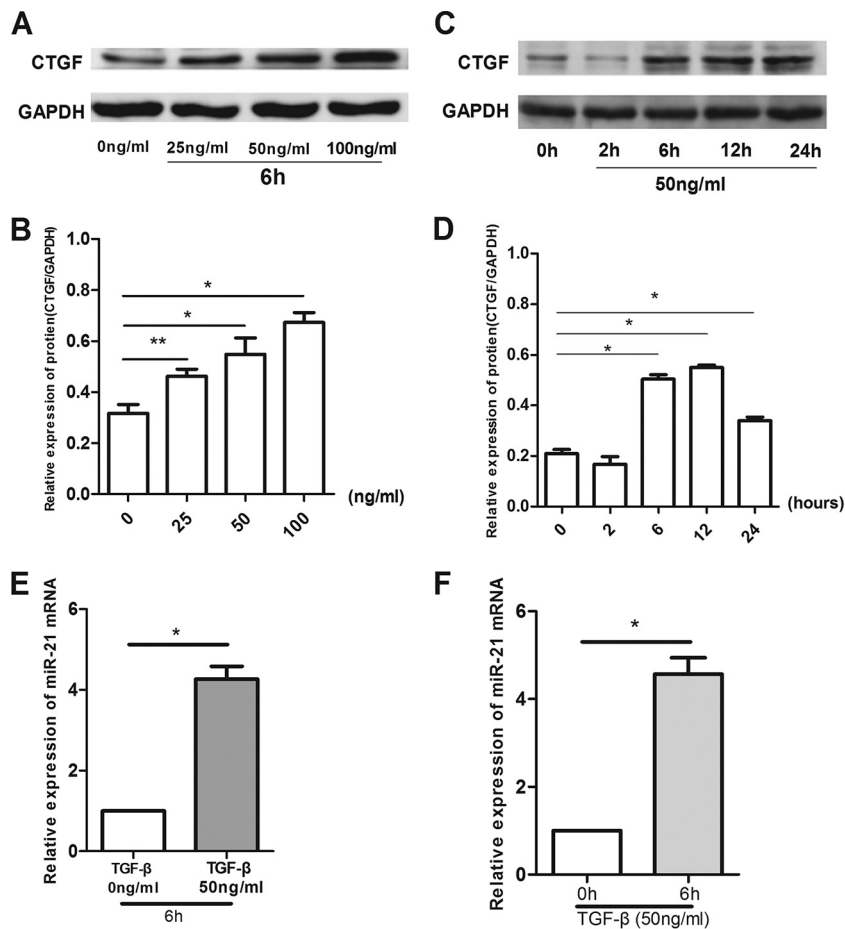 A
CTGF
GAPDH
0ng/ml 25ng/ml 50ng/ml 100ng/ml
6h
C
CTGF
GAPDH
0h 2h 6h 12h 24h
50ng/ml
B
Relative expression of protien(CTGF/GAPDH)
1.0
0.8
0.6
0.4
0.2
0.0
*
*
**
0 25 50 100 (ng/ml)
D
Relative expression of protien(CTGF/GAPDH)
1.0
0.8
0.6
0.4
0.2
0.0
*
*
*
0 2 6 12 24 (hours)
E
Relative expression of miR-21 mRNA
6
4
2
0
*
TGF-β TGF-β
0ng/ml 50ng/ml
6h
F
Relative expression of miR-21 mRNA
6
4
2
0
*
0h 6h
TGF-β (50ng/ml)